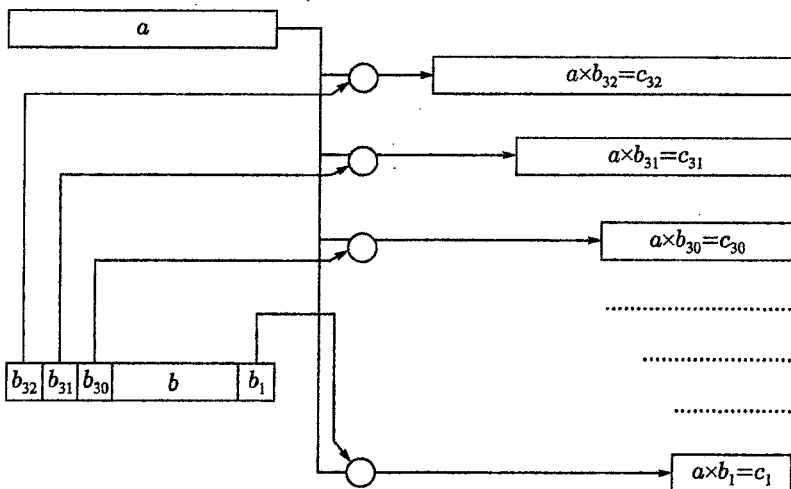 a
a×b₃₂=c₃₂
a×b₃₁=c₃₁
a×b₃₀=c₃₀
b₃₂ b₃₁ b₃₀ b b₁
a×b₁=c₁